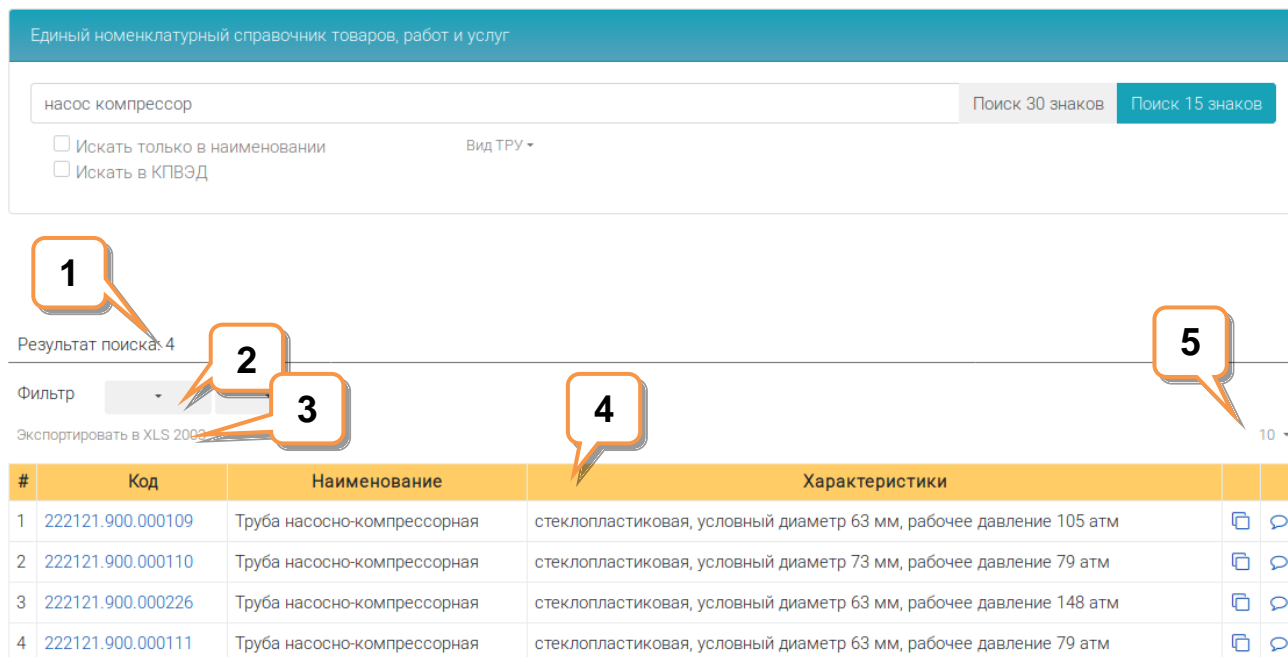 Единый номенклатурный справочник товаров, работ и услуг
насос компрессор Поиск 30 знаков Поиск 15 знаков
Искать только в наименовании Вид ТРУ
Искать в КПВЭД
1
Результат поиска: 4
2
5
Фильтр
3
4
Экспортировать в XLS 2003
10
# Код Наименование Характеристики
1 222121.900.000109 Труба насосно-компрессорная стеклопластиковая, условный диаметр 63 мм, рабочее давление 105 атм
2 222121.900.000110 Труба насосно-компрессорная стеклопластиковая, условный диаметр 73 мм, рабочее давление 79 атм
3 222121.900.000226 Труба насосно-компрессорная стеклопластиковая, условный диаметр 63 мм, рабочее давление 148 атм
4 222121.900.000111 Труба насосно-компрессорная стеклопластиковая, условный диаметр 63 мм, рабочее давление 79 атм